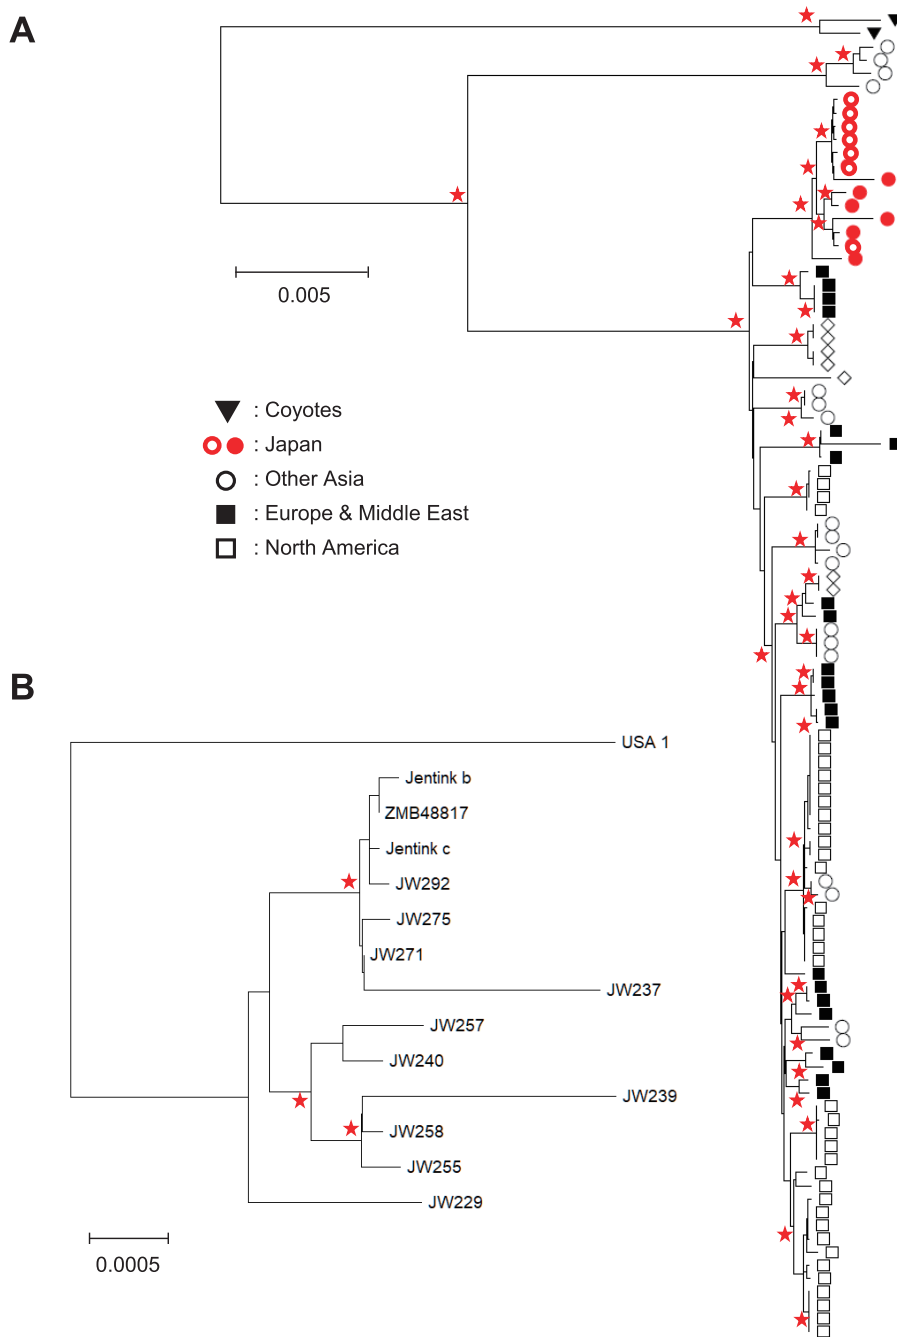 A
0.005
: Coyotes
: Japan
: Other Asia
: Europe & Middle East
: North America
B
USA 1
Jentink b
ZMB48817
Jentink c
JW292
JW275
JW271
JW237
JW257
JW240
JW239
JW258
JW255
JW229
0.0005